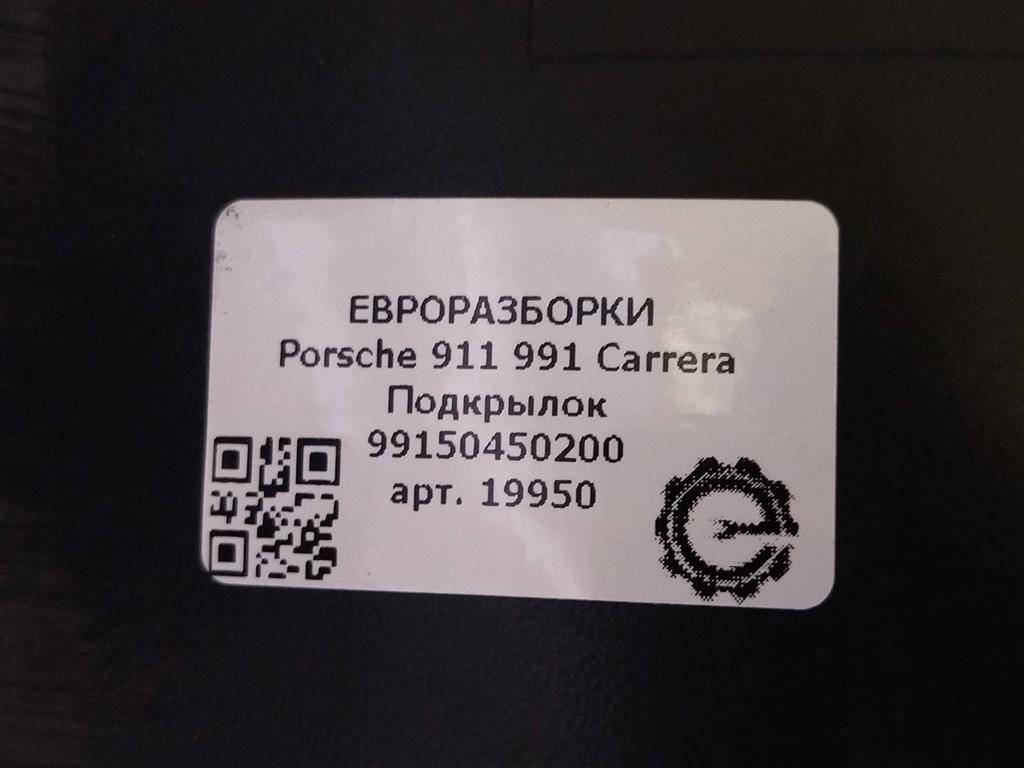 ЕВРОРАЗБОРКИ
Porsche 911 991 Carrera
Подкрылок
99150450200
арт. 19950